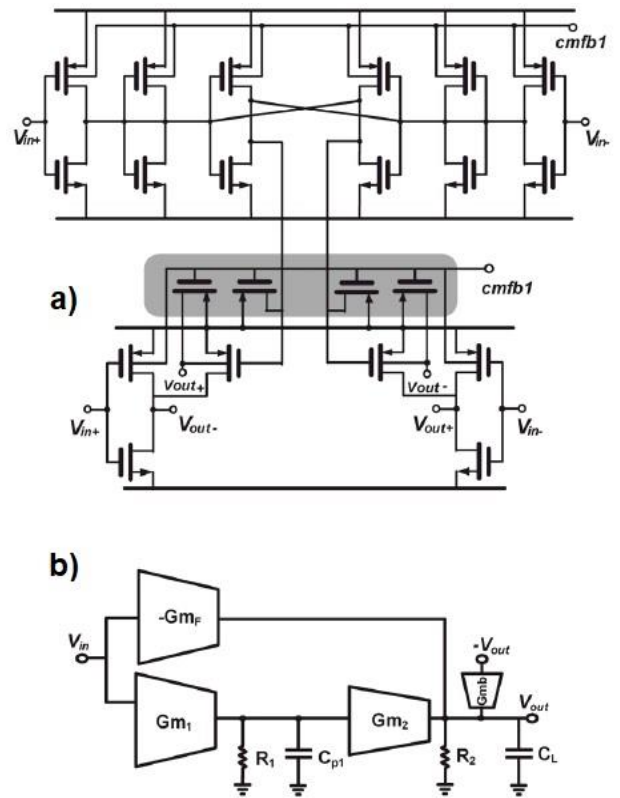 cmfb1
Vin+ Vin-
cmfb1
a)
Vout+ Vout-
Vin+ Vout- Vout+ Vin-
b)
-GmF
Vin -Vout
Gmb
Vout
Gm1 Gm2
R1 Cp1 R2 CL